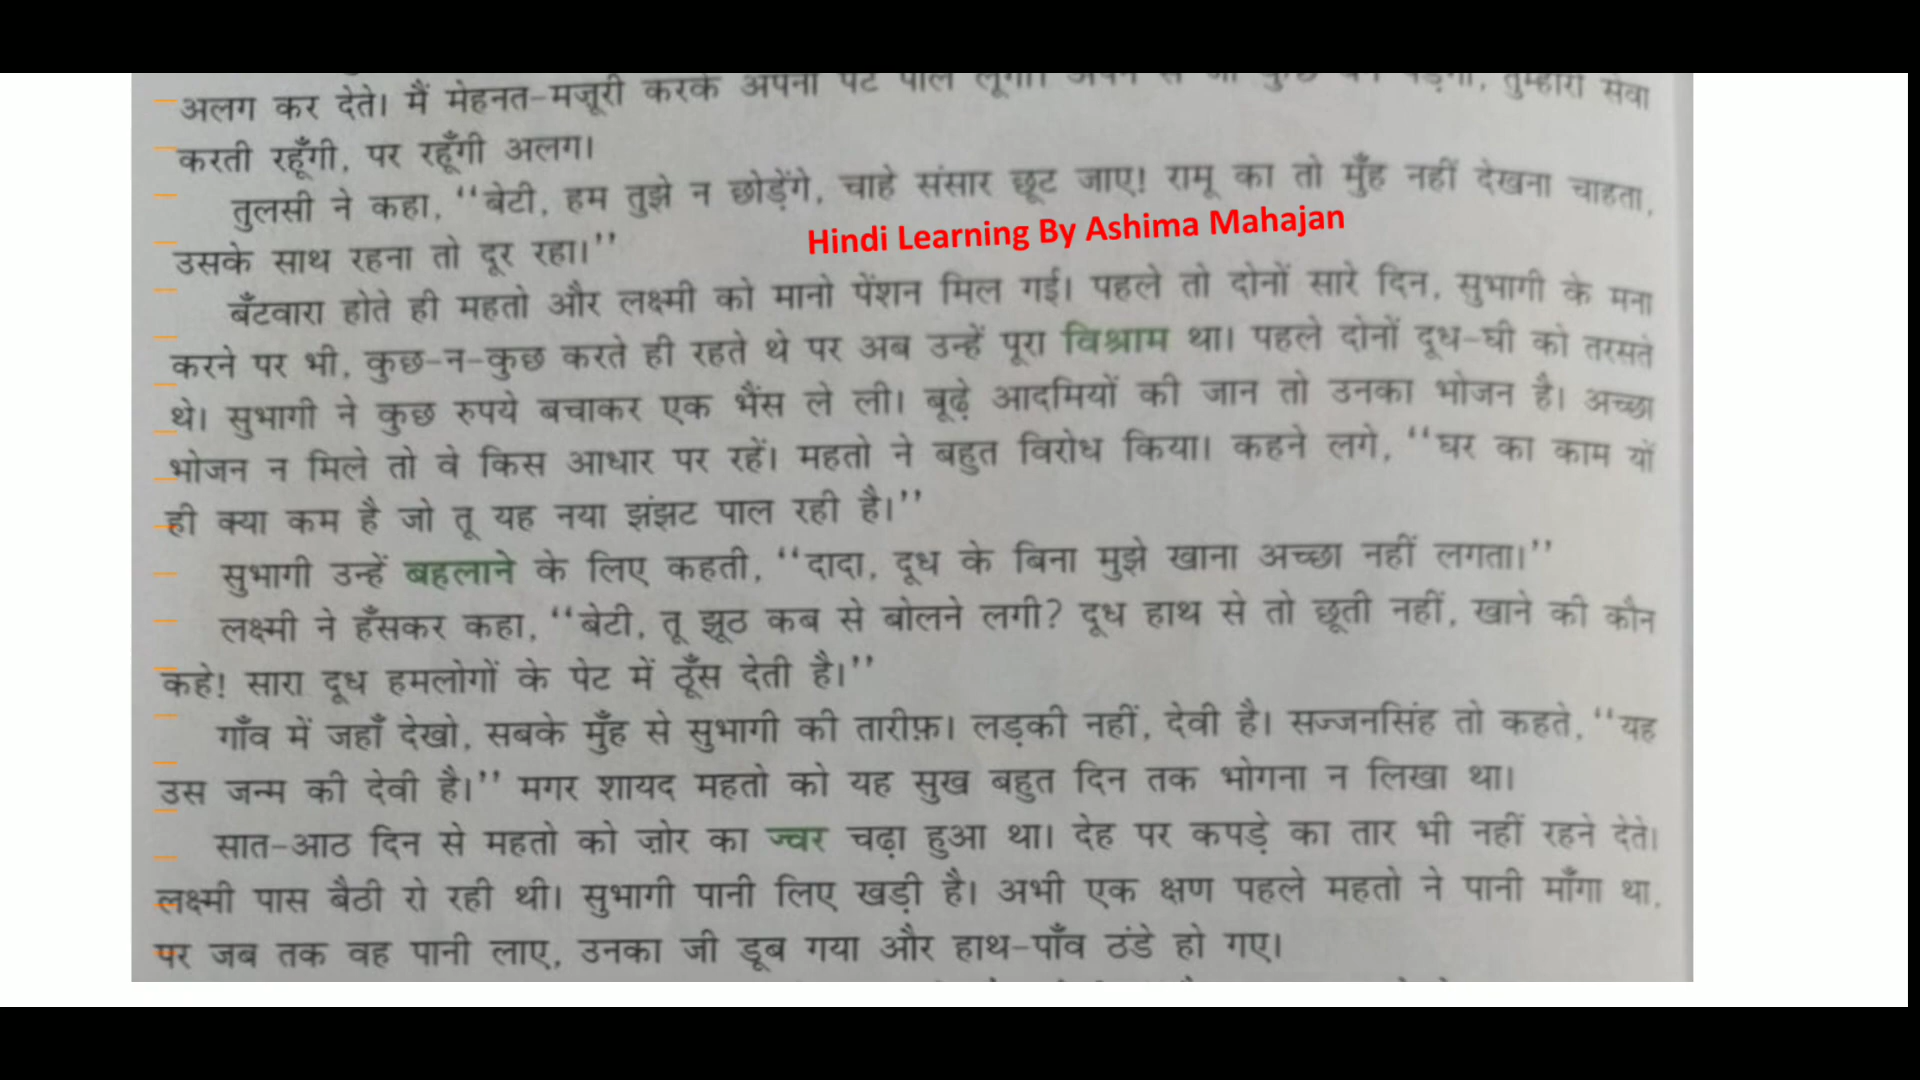 अलग कर देते। मैं मेहनत-मजूरी करके अपना पेट पाल लूँगी। अपने से जो कुछ बन पड़ेगा, तुम्हारी सेवा
करती रहूँगी, पर रहूँगी अलग।
तुलसी ने कहा, ‘‘बेटी, हम तुझे न छोड़ेंगे, चाहे संसार छूट जाए! रामू का तो मुँह नहीं देखना चाहता,
उसके साथ रहना तो दूर रहा।’’
Hindi Learning By Ashima Mahajan
बँटवारा होते ही महतो और लक्ष्मी को मानो पेंशन मिल गई। पहले तो दोनों सारे दिन, सुभागी के मना
करने पर भी, कुछ-न-कुछ करते ही रहते थे पर अब उन्हें पूरा विश्राम था। पहले दोनों दूध-घी को तरसते
थे। सुभागी ने कुछ रुपये बचाकर एक भैंस ले ली। बूढ़े आदमियों की जान तो उनका भोजन है। अच्छा
भोजन न मिले तो वे किस आधार पर रहें। महतो ने बहुत विरोध किया। कहने लगे, ‘‘घर का काम यों
ही क्या कम है जो तू यह नया झंझट पाल रही है।’’
सुभागी उन्हें बहलाने के लिए कहती, ‘‘दादा, दूध के बिना मुझे खाना अच्छा नहीं लगता।’’
लक्ष्मी ने हँसकर कहा, ‘‘बेटी, तू झूठ कब से बोलने लगी? दूध हाथ से तो छूती नहीं, खाने की कौन
कहे! सारा दूध हमलोगों के पेट में ठूँस देती है।’’
गाँव में जहाँ देखो, सबके मुँह से सुभागी की तारीफ़। लड़की नहीं, देवी है। सज्जनसिंह तो कहते, ‘‘यह
उस जन्म की देवी है।’’ मगर शायद महतो को यह सुख बहुत दिन तक भोगना न लिखा था।
सात-आठ दिन से महतो को ज़ोर का ज्वर चढ़ा हुआ था। देह पर कपड़े का तार भी नहीं रहने देते।
लक्ष्मी पास बैठी रो रही थी। सुभागी पानी लिए खड़ी है। अभी एक क्षण पहले महतो ने पानी माँगा था,
पर जब तक वह पानी लाए, उनका जी डूब गया और हाथ-पाँव ठंडे हो गए।